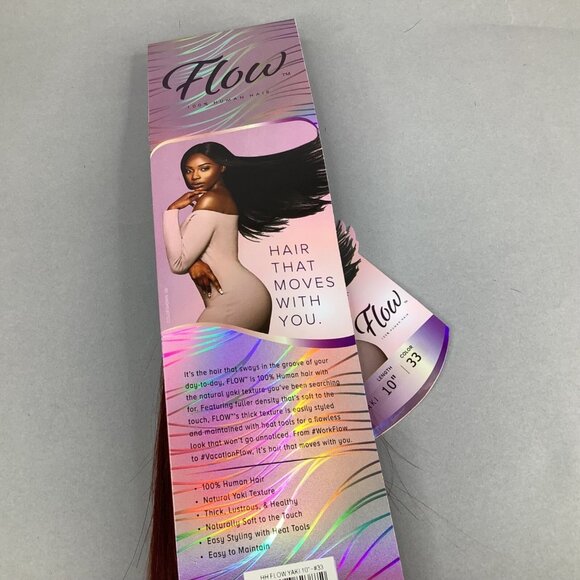 Flow™
100% HUMAN HAIR
HAIR
THAT
MOVES
WITH
YOU.
It's the hair that sways in the groove of your
day-to-day, FLOW™ is 100% Human hair with
the natural yaki texture you've been searching
for. Featuring fuller density that's soft to the
touch, FLOW™'s thick texture is easily styled
and maintained with heat tools for a flawless
look that won't go unnoticed. From #WorkFlow
to #VacationFlow, it's hair that moves with you.
• 100% Human Hair
• Natural Yaki Texture
• Thick, Lustrous, & Healthy
• Naturally Soft to the Touch
• Easy Styling with Heat Tools
• Easy to Maintain
HH FLOW YAKI 10" - #33
Flow™
100% HUMAN HAIR
LENGTH
10"
COLOR
33